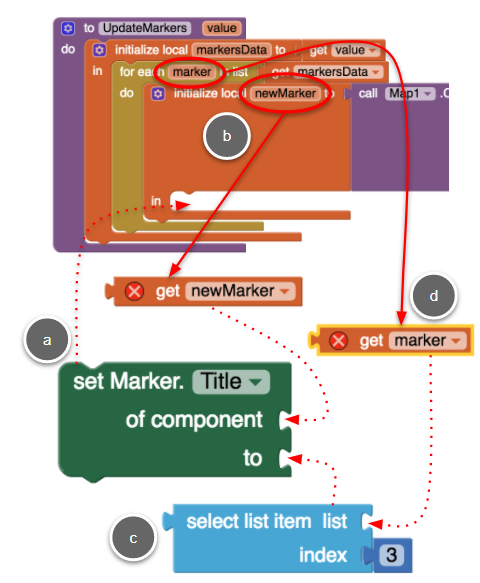 to UpdateMarkers value
do initialize local markersData to get value
in for each marker in list get markersData
do initialize local newMarker to call Map1 .C
b
in
get newMarker
d
a
get marker
set Marker. Title
of component
to
c
select list item list
index 3